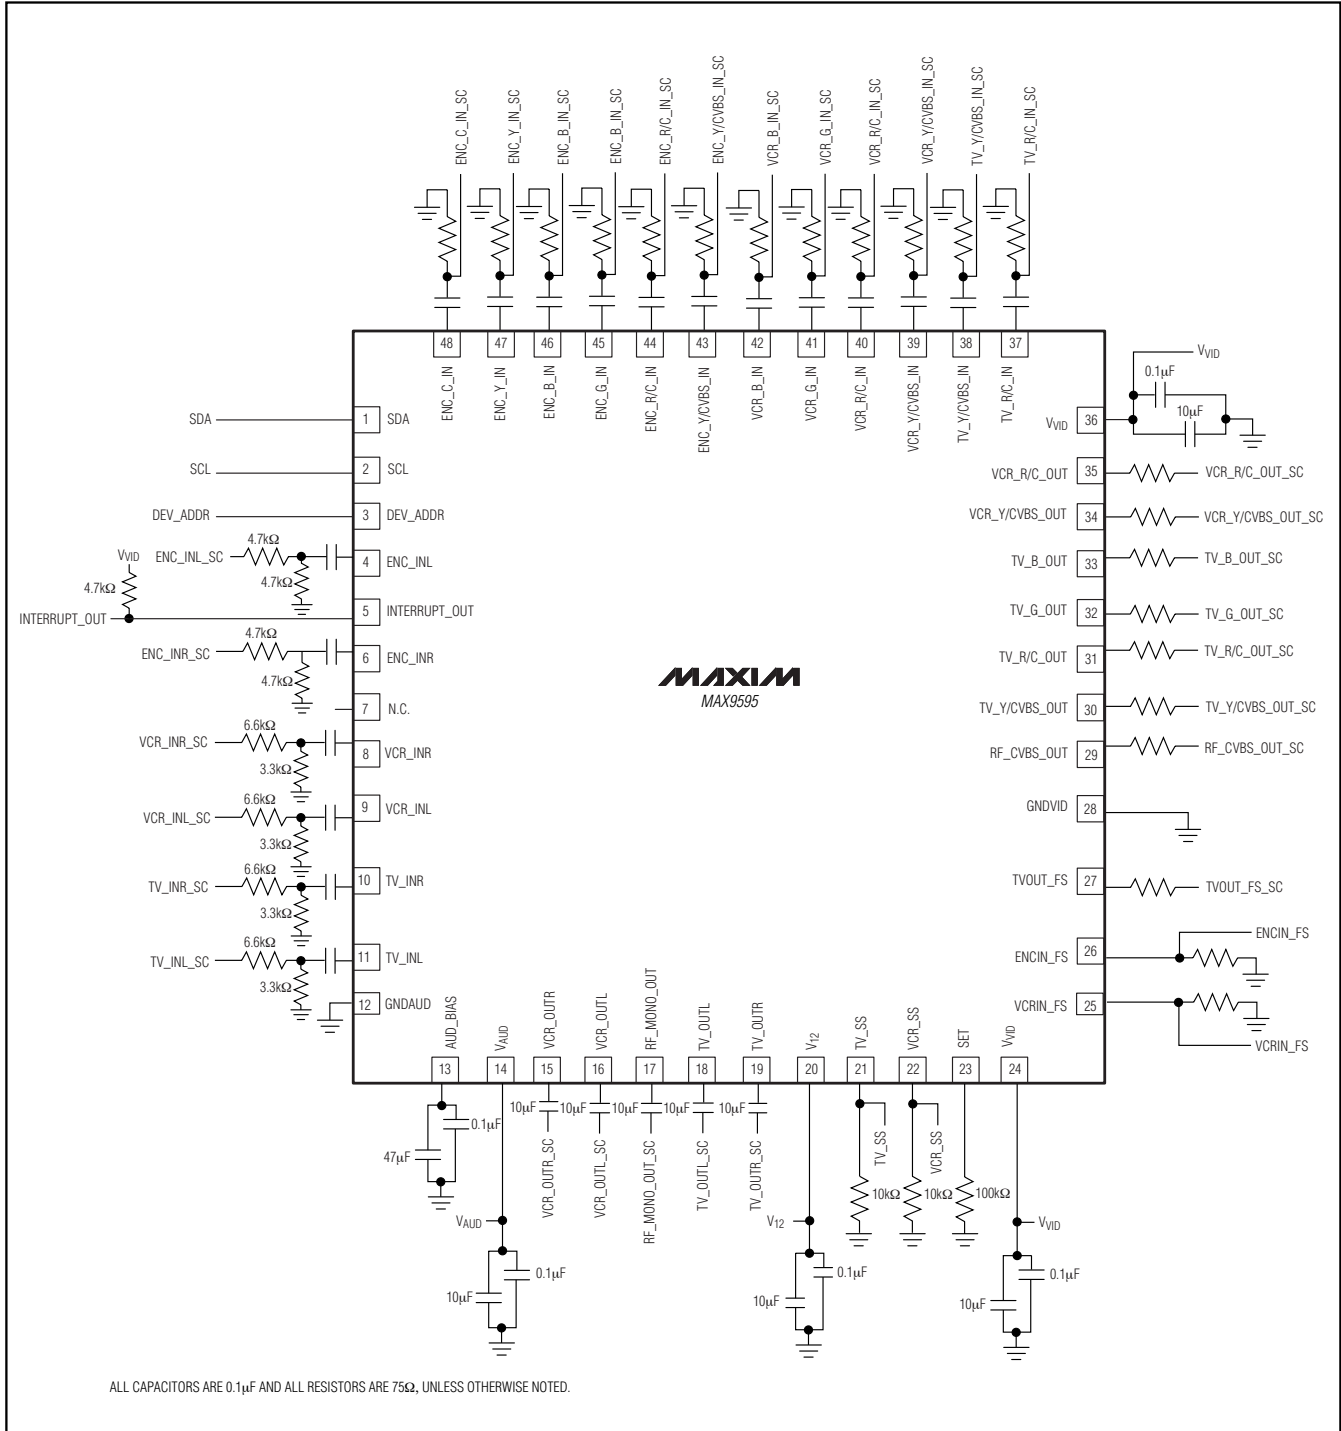 ENC_C_IN_SC
ENC_Y_IN_SC
ENC_B_IN_SC
ENC_B_IN_SC
ENC_R/C_IN_SC
ENC_Y/CVBS_IN_SC
VCR_B_IN_SC
VCR_G_IN_SC
VCR_R/C_IN_SC
VCR_Y/CVBS_IN_SC
TV_Y/CVBS_IN_SC
TV_R/C_IN_SC
48 47 46 45 44 43 42 41 40 39 38 37
ENC_C_IN
ENC_Y_IN
ENC_B_IN
ENC_G_IN
ENC_R/C_IN
ENC_Y/CVBS_IN
VCR_B_IN
VCR_G_IN
VCR_R/C_IN
VCR_Y/CVBS_IN
TV_Y/CVBS_IN
TV_R/C_IN
SDA 1 SDA
SCL 2 SCL
DEV_ADDR 3 DEV_ADDR
ENC_INL_SC 4.7kΩ 4.7kΩ 4 ENC_INL
VVID 4.7kΩ
INTERRUPT_OUT 5 INTERRUPT_OUT
ENC_INR_SC 4.7kΩ 4.7kΩ 6 ENC_INR
7 N.C.
VCR_INR_SC 6.6kΩ 3.3kΩ 8 VCR_INR
VCR_INL_SC 6.6kΩ 3.3kΩ 9 VCR_INL
TV_INR_SC 6.6kΩ 3.3kΩ 10 TV_INR
TV_INL_SC 6.6kΩ 3.3kΩ 11 TV_INL
12 GNDAUD
MAXIM
MAX9595
VVID
0.1µF
10µF
VVID 36
VCR_R/C_OUT 35 VCR_R/C_OUT_SC
VCR_Y/CVBS_OUT 34 VCR_Y/CVBS_OUT_SC
TV_B_OUT 33 TV_B_OUT_SC
TV_G_OUT 32 TV_G_OUT_SC
TV_R/C_OUT 31 TV_R/C_OUT_SC
TV_Y/CVBS_OUT 30 TV_Y/CVBS_OUT_SC
RF_CVBS_OUT 29 RF_CVBS_OUT_SC
GNDVID 28
TVOUT_FS 27 TVOUT_FS_SC
ENCIN_FS 26 ENCIN_FS
VCRIN_FS 25 VCRIN_FS
AUD_BIAS
VAUD
VCR_OUTR
VCR_OUTL
RF_MONO_OUT
TV_OUTL
TV_OUTR
V12
TV_SS
VCR_SS
SET
VVID
13 14 15 16 17 18 19 20 21 22 23 24
47µF 0.1µF
10µF 10µF 10µF 10µF 10µF
VCR_OUTR_SC
VCR_OUTL_SC
RF_MONO_OUT_SC
TV_OUTL_SC
TV_OUTR_SC
TV_SS
VCR_SS
10kΩ 10kΩ 100kΩ
VAUD
10µF 0.1µF
V12
10µF 0.1µF
VVID
10µF 0.1µF
ALL CAPACITORS ARE 0.1µF AND ALL RESISTORS ARE 75Ω, UNLESS OTHERWISE NOTED.